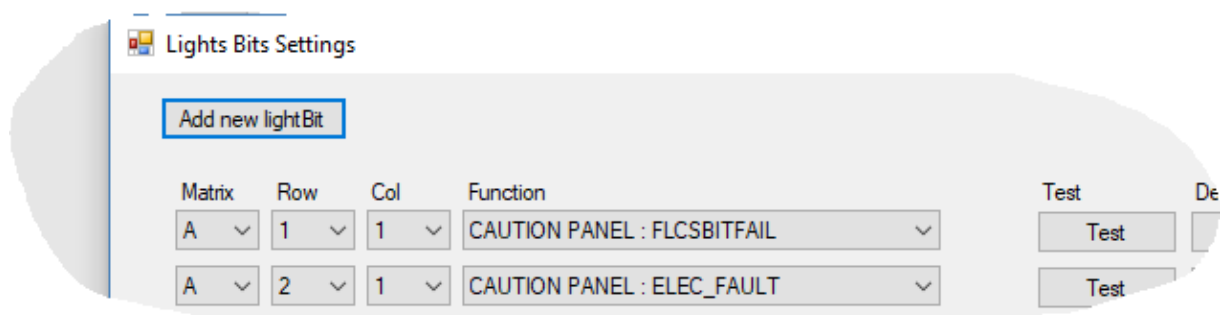 Lights Bits Settings
Add new lightBit
Matrix Row Col Function Test
A 1 1 CAUTION PANEL : FLCSBITFAIL Test
A 2 1 CAUTION PANEL : ELEC_FAULT Test